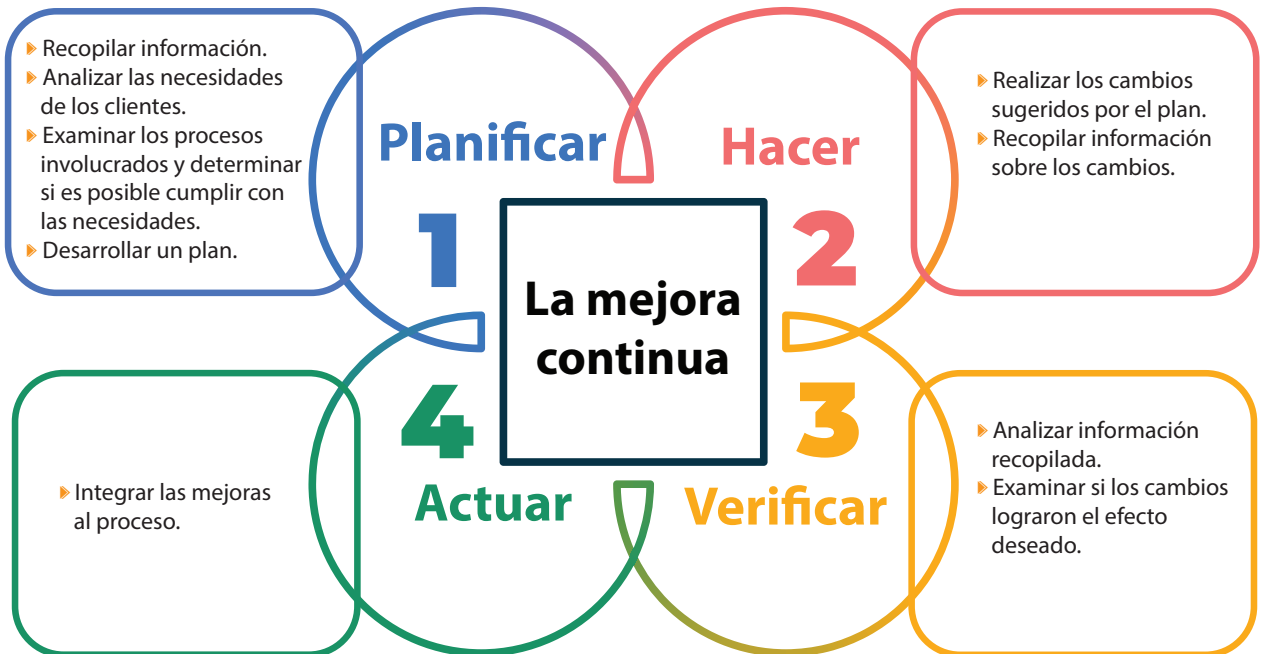 Recopilar información.
Analizar las necesidades
de los clientes.
Examinar los procesos
involucrados y determinar
si es posible cumplir con
las necesidades.
Desarrollar un plan.
Planificar
1
Hacer
2
Realizar los cambios
sugeridos por el plan.
Recopilar información
sobre los cambios.
La mejora
continua
4
Actuar
Integrar las mejoras
al proceso.
3
Verificar
Analizar información
recopilada.
Examinar si los cambios
lograron el efecto
deseado.